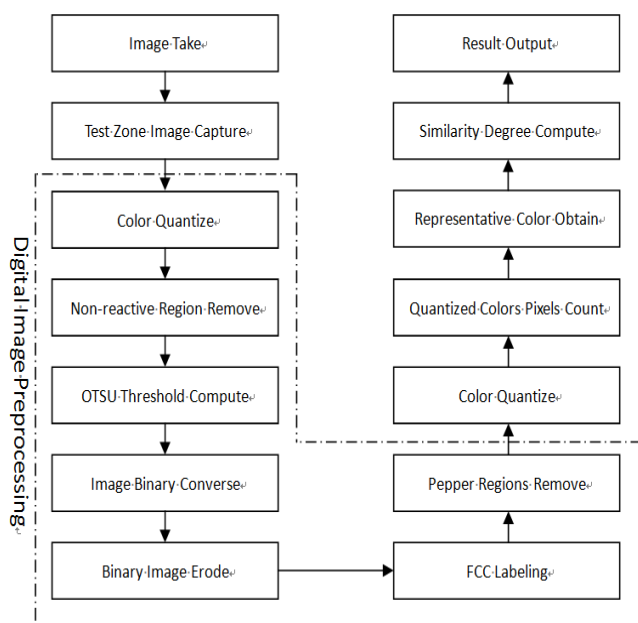 Image Take
Test Zone Image Capture
Color Quantize
Non-reactive Region Remove
OTSU Threshold Compute
Image Binary Converse
Binary Image Erode
Digital Image Preprocessing
Result Output
Similarity Degree Compute
Representative Color Obtain
Quantized Colors Pixels Count
Color Quantize
Pepper Regions Remove
FCC Labeling